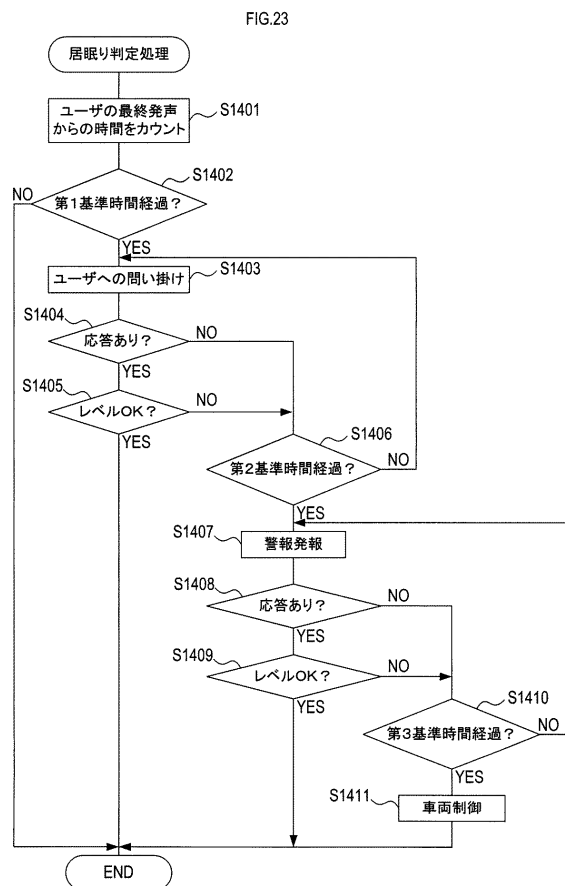 FIG.23
居眠り判定処理
ユーザの最終発声
からの時間をカウント
S1401
S1402
NO
第1基準時間経過?
YES
S1403
ユーザへの問い掛け
S1404
NO
応答あり?
YES
S1405
NO
レベルOK?
YES
S1406
第2基準時間経過?
NO
YES
S1407
警報発報
S1408
NO
応答あり?
YES
S1409
NO
レベルOK?
YES
S1410
第3基準時間経過?
NO
YES
S1411
車両制御
END